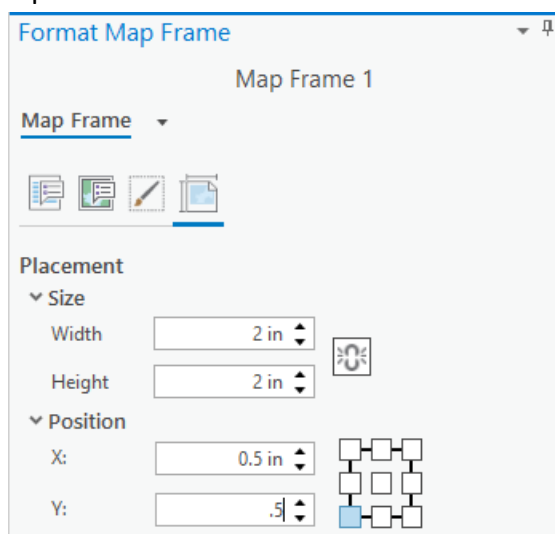 Format Map Frame
Map Frame 1
Map Frame
Placement
Size
Width 2 in
Height 2 in
Position
X: 0.5 in
Y: .5